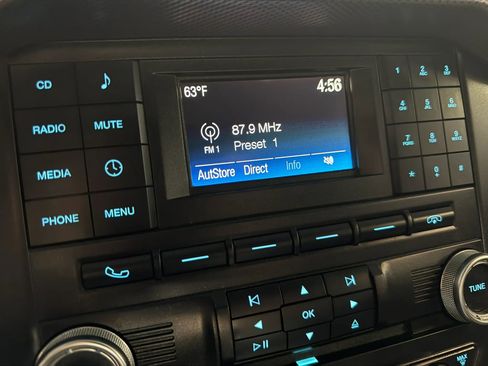 63°F 4:56
87.9 MHz
FM 1 Preset 1
AutStore Direct Info
CD
RADIO MUTE
MEDIA
PHONE MENU
1 2 ABC 3 DEF
4 GHI 5 JKL 6 MNO
7 PQRS 8 TUV 9 WXYZ
* 0 + #
OK
TUNE
MAX